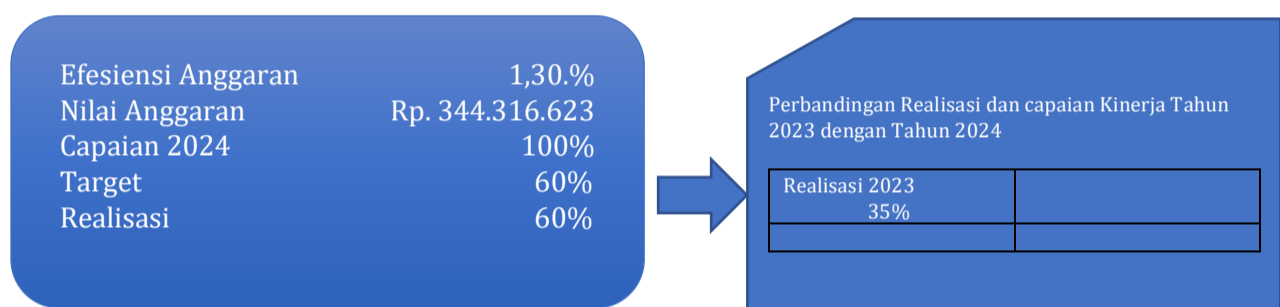 Efesiensi Anggaran 1,30.%
Nilai Anggaran Rp. 344.316.623
Capaian 2024 100%
Target 60%
Realisasi 60%
Perbandingan Realisasi dan capaian Kinerja Tahun
2023 dengan Tahun 2024
Realisasi 2023
35%